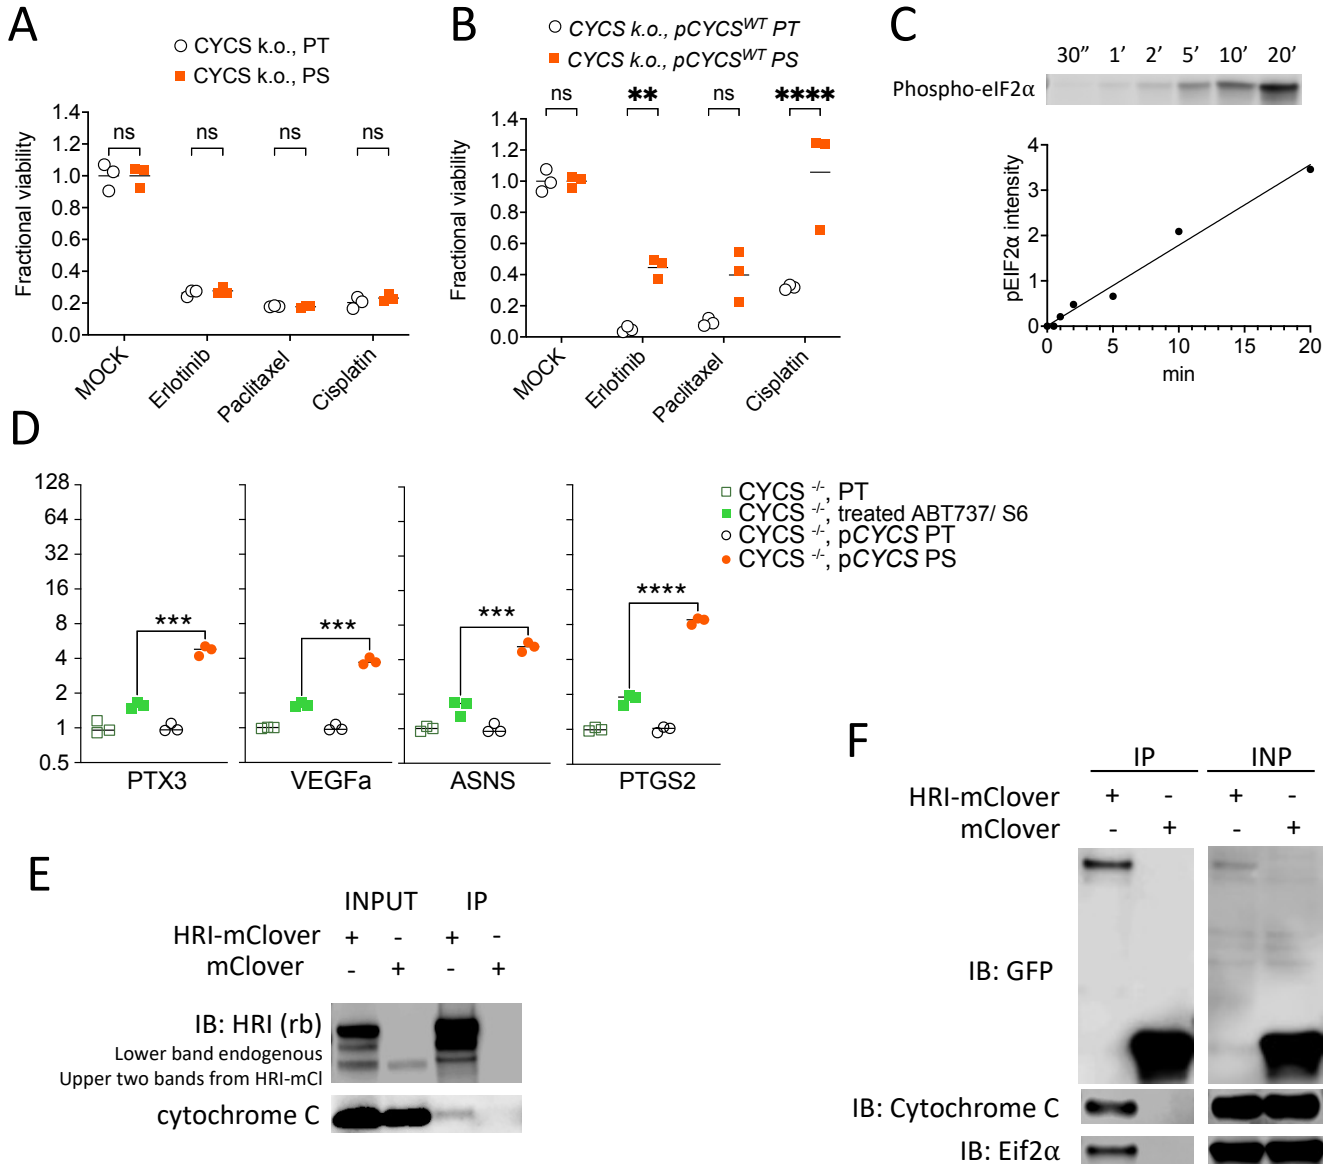 A
CYCS k.o., PT
CYCS k.o., PS
Fractional viability
1.4
1.2
1.0
0.8
0.6
0.4
0.2
0.0
ns
ns
ns
ns
MOCK
Erlotinib
Paclitaxel
Cisplatin
B
CYCS k.o., pCYCS^WT PT
CYCS k.o., pCYCS^WT PS
Fractional viability
1.4
1.2
1.0
0.8
0.6
0.4
0.2
0.0
ns
**
ns
****
MOCK
Erlotinib
Paclitaxel
Cisplatin
C
30” 1’ 2’ 5’ 10’ 20’
Phospho-eIF2α
pEIF2α intensity
4
3
2
1
0
0 5 10 15 20
min
D
128
64
32
16
8
4
2
1
0.5
***
***
***
****
PTX3
VEGFa
ASNS
PTGS2
CYCS -/-, PT
CYCS -/-, treated ABT737/ S6
CYCS -/-, pCYCS PT
CYCS -/-, pCYCS PS
E
INPUT IP
HRI-mClover + - + -
mClover - + - +
IB: HRI (rb)
Lower band endogenous
Upper two bands from HRI-mCl
cytochrome C
F
IP INP
HRI-mClover + - + -
mClover - + - +
IB: GFP
IB: Cytochrome C
IB: Eif2α